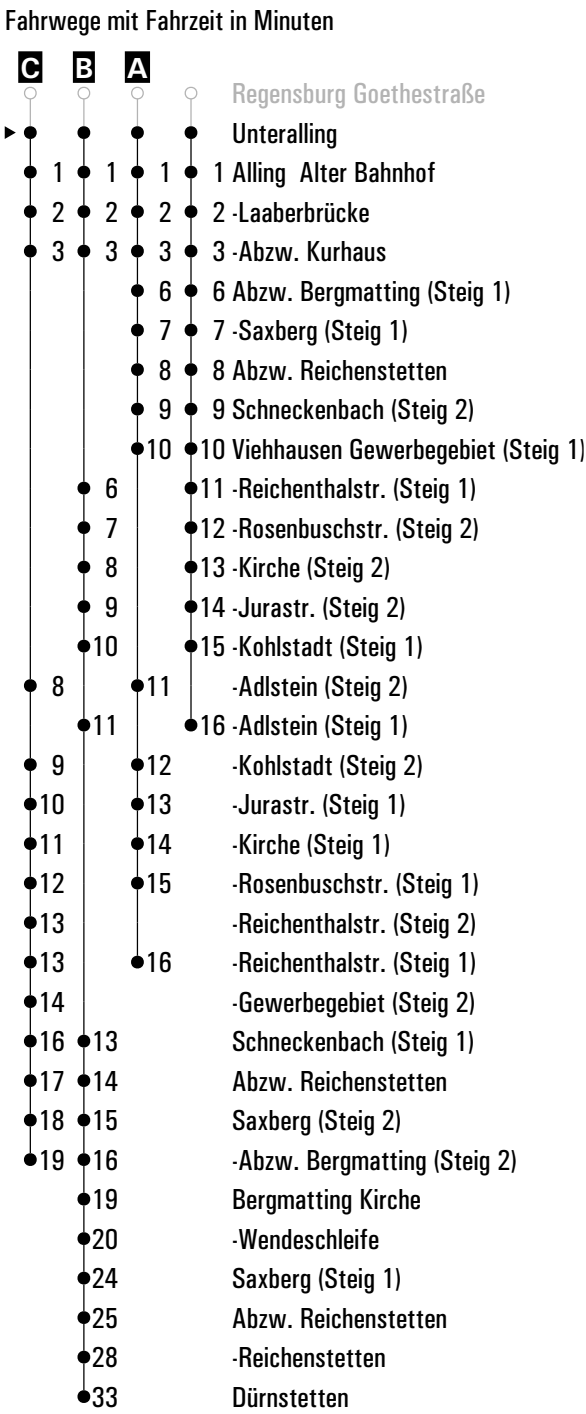 Fahrwege mit Fahrzeit in Minuten
C B A
Regensburg Goethestraße
Unteralling
1 1 1 1 Alling Alter Bahnhof
2 2 2 2 -Laaberbrücke
3 3 3 3 -Abzw. Kurhaus
6 6 Abzw. Bergmatting (Steig 1)
7 7 -Saxberg (Steig 1)
8 8 Abzw. Reichenstetten
9 9 Schneckenbach (Steig 2)
10 10 Viehhausen Gewerbegebiet (Steig 1)
6 11 -Reichenthalstr. (Steig 1)
7 12 -Rosenbuschstr. (Steig 2)
8 13 -Kirche (Steig 2)
9 14 -Jurastr. (Steig 2)
10 15 -Kohlstadt (Steig 1)
8 11 -Adlstein (Steig 2)
11 16 -Adlstein (Steig 1)
9 12 -Kohlstadt (Steig 2)
10 13 -Jurastr. (Steig 1)
11 14 -Kirche (Steig 1)
12 15 -Rosenbuschstr. (Steig 1)
13 -Reichenthalstr. (Steig 2)
13 16 -Reichenthalstr. (Steig 1)
14 -Gewerbegebiet (Steig 2)
16 13 Schneckenbach (Steig 1)
17 14 Abzw. Reichenstetten
18 15 Saxberg (Steig 2)
19 16 -Abzw. Bergmatting (Steig 2)
19 Bergmatting Kirche
20 -Wendeschleife
24 Saxberg (Steig 1)
25 Abzw. Reichenstetten
28 -Reichenstetten
33 Dürnstetten